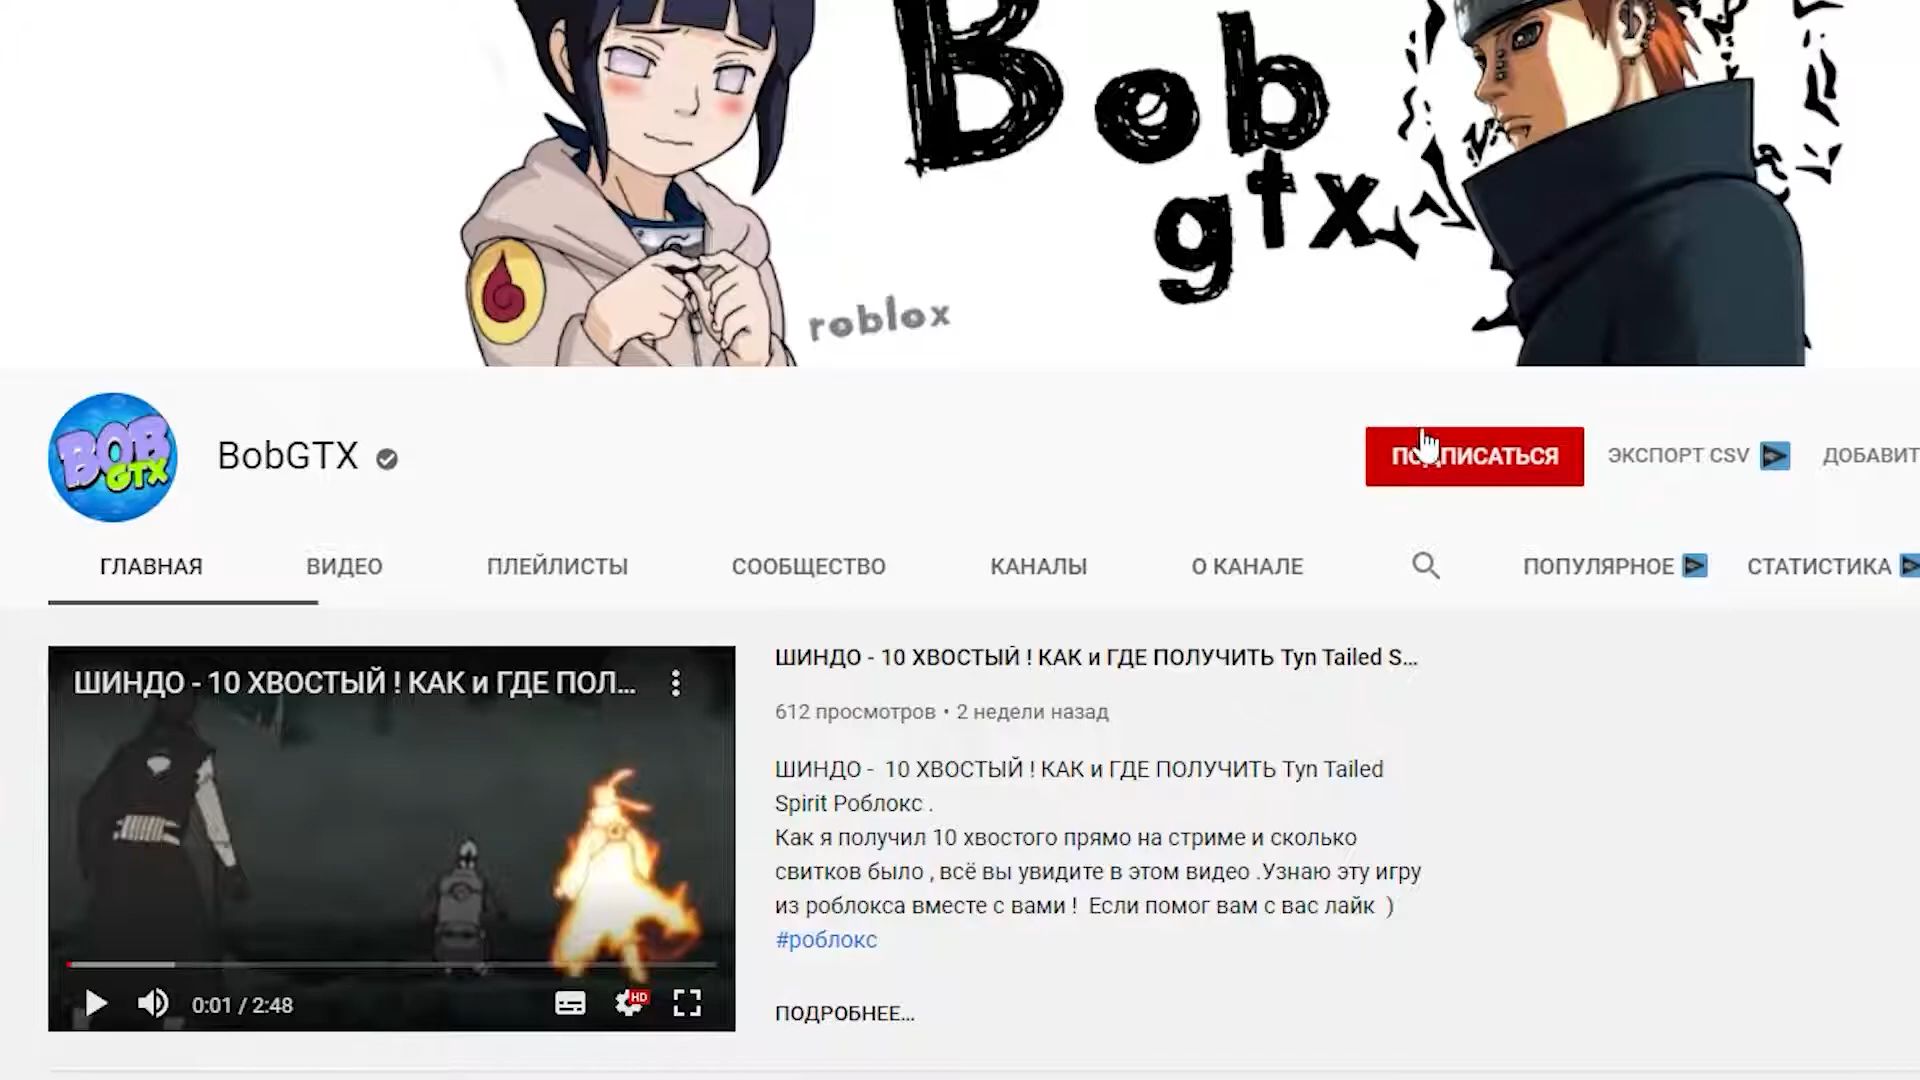 Bob
gtx
roblox
BOB
GTX
BobGTX
ПОДПИСАТЬСЯ
ЭКСПОРТ CSV
ДОБАВИТ
ГЛАВНАЯ
ВИДЕО
ПЛЕЙЛИСТЫ
СООБЩЕСТВО
КАНАЛЫ
О КАНАЛЕ
ПОПУЛЯРНОЕ
СТАТИСТИКА
ШИНДО - 10 ХВОСТЫЙ ! КАК и ГДЕ ПОЛ...
0:01 / 2:48
HD
ШИНДО - 10 ХВОСТЫЙ ! КАК и ГДЕ ПОЛУЧИТЬ Tyn Tailed S...
612 просмотров • 2 недели назад
ШИНДО - 10 ХВОСТЫЙ ! КАК и ГДЕ ПОЛУЧИТЬ Tyn Tailed
Spirit Роблокс .
Как я получил 10 хвостого прямо на стриме и сколько
свитков было , всё вы увидите в этом видео .Узнаю эту игру
из роблокса вместе с вами ! Если помог вам с вас лайк )
#роблокс
ПОДРОБНЕЕ...